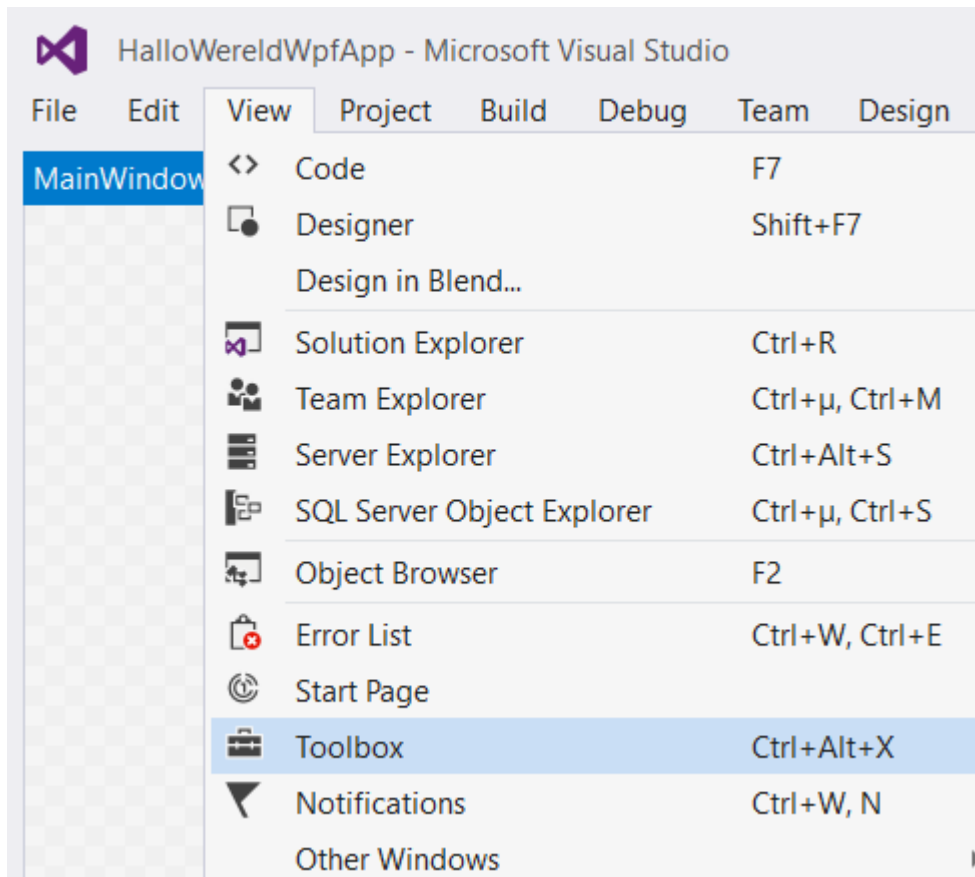 HalloWereldWpfApp - Microsoft Visual Studio
File Edit View Project Build Debug Team Design
MainWindow
Code F7
Designer Shift+F7
Design in Blend...
Solution Explorer Ctrl+R
Team Explorer Ctrl+µ, Ctrl+M
Server Explorer Ctrl+Alt+S
SQL Server Object Explorer Ctrl+µ, Ctrl+S
Object Browser F2
Error List Ctrl+W, Ctrl+E
Start Page
Toolbox Ctrl+Alt+X
Notifications Ctrl+W, N
Other Windows